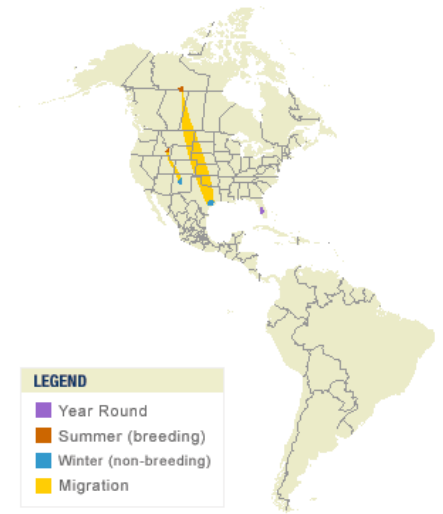 LEGEND
Year Round
Summer (breeding)
Winter (non-breeding)
Migration